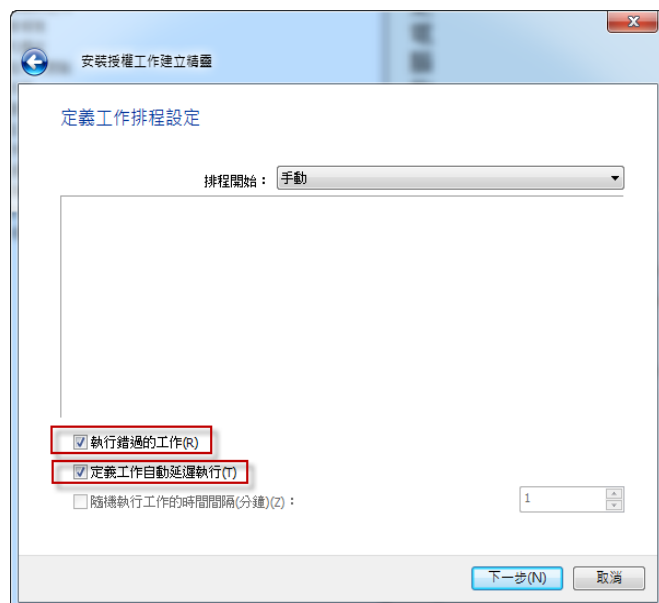 安裝授權工作建立精靈
定義工作排程設定
排程開始： 手動
執行錯過的工作(R)
定義工作自動延遲執行(T)
隨機執行工作的時間間隔(分鐘)(Z)： 1
下一步(N) 取消